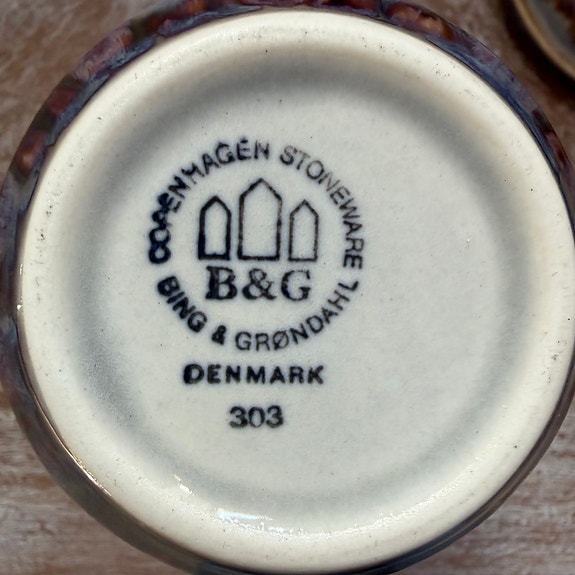 COPENHAGEN STONEWARE
B&G
BING & GRØNDAHL
DENMARK
303